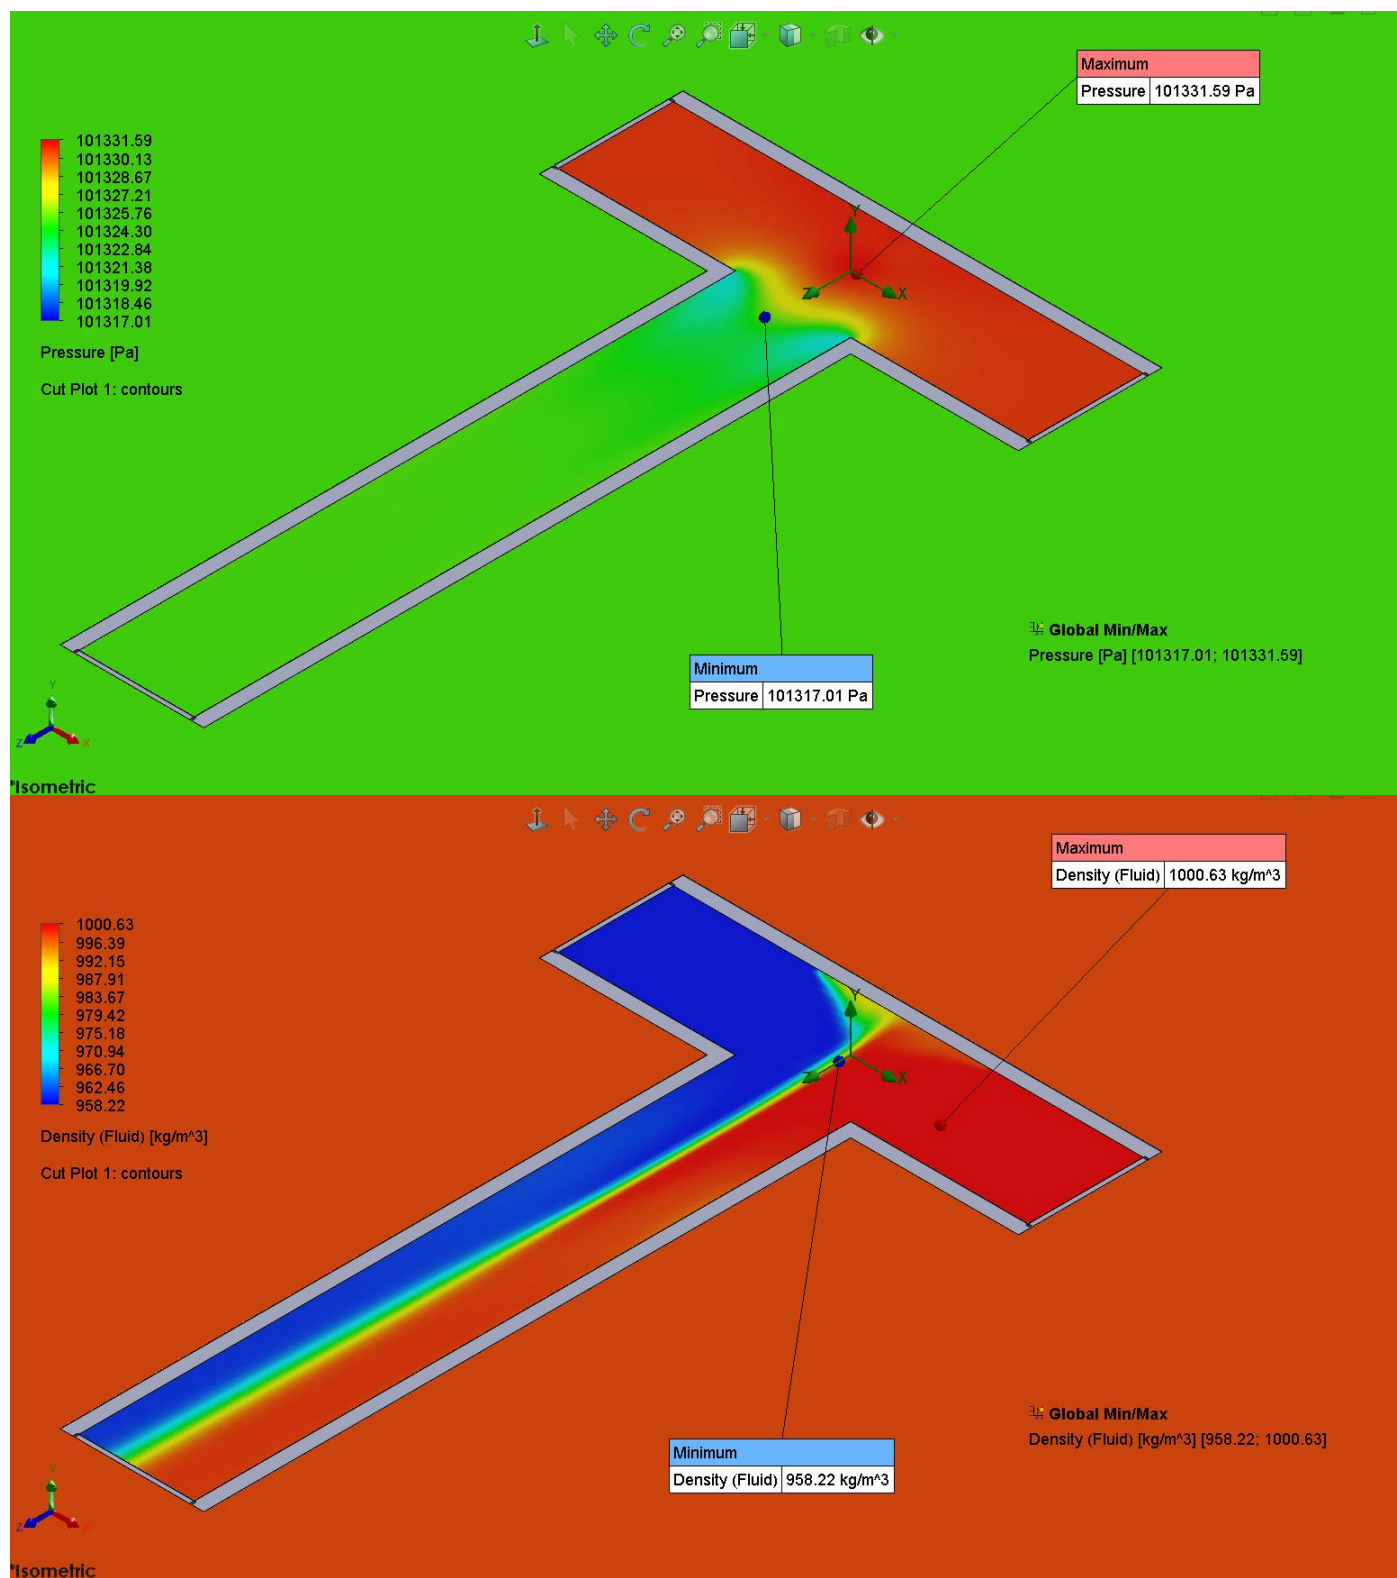 Maximum
Pressure 101331.59 Pa
101331.59
101330.13
101328.67
101327.21
101325.76
101324.30
101322.84
101321.38
101319.92
101318.46
101317.01
Pressure [Pa]
Cut Plot 1: contours
Y
Z X
Global Min/Max
Pressure [Pa] [101317.01; 101331.59]
Minimum
Pressure 101317.01 Pa
Y
Z X
*Isometric
Maximum
Density (Fluid) 1000.63 kg/m^3
1000.63
996.39
992.15
987.91
983.67
979.42
975.18
970.94
966.70
962.46
958.22
Density (Fluid) [kg/m^3]
Cut Plot 1: contours
Y
Z X
Global Min/Max
Density (Fluid) [kg/m^3] [958.22; 1000.63]
Minimum
Density (Fluid) 958.22 kg/m^3
Y
Z X
*Isometric